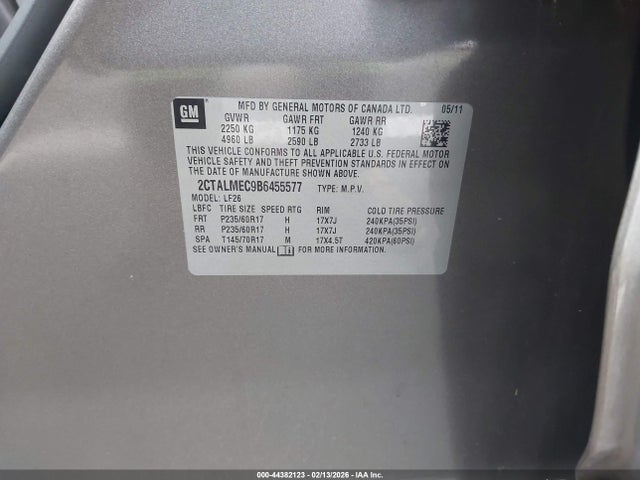 GM
MFD BY GENERAL MOTORS OF CANADA LTD. 05/11
GVWR GAWR FRT GAWR RR
2250 KG 1175 KG 1240 KG
4960 LB 2590 LB 2733 LB
THIS VEHICLE CONFORMS TO ALL APPLICABLE U.S. FEDERAL MOTOR
VEHICLE SAFETY AND THEFT PREVENTION STANDARDS IN EFFECT ON
THE DATE OF MANUFACTURE SHOWN ABOVE.
2CTALMEC9B6455577 TYPE: M.P.V.
MODEL: LF26
LBFC TIRE SIZE SPEED RTG RIM COLD TIRE PRESSURE
FRT P235/60R17 H 17X7J 240KPA(35PSI)
RR P235/60R17 H 17X7J 240KPA(35PSI)
SPA T145/70R17 M 17X4.5T 420KPA(60PSI)
SEE OWNER'S MANUAL FOR MORE INFORMATION.
000-44382123 - 02/13/2026 - IAA Inc.